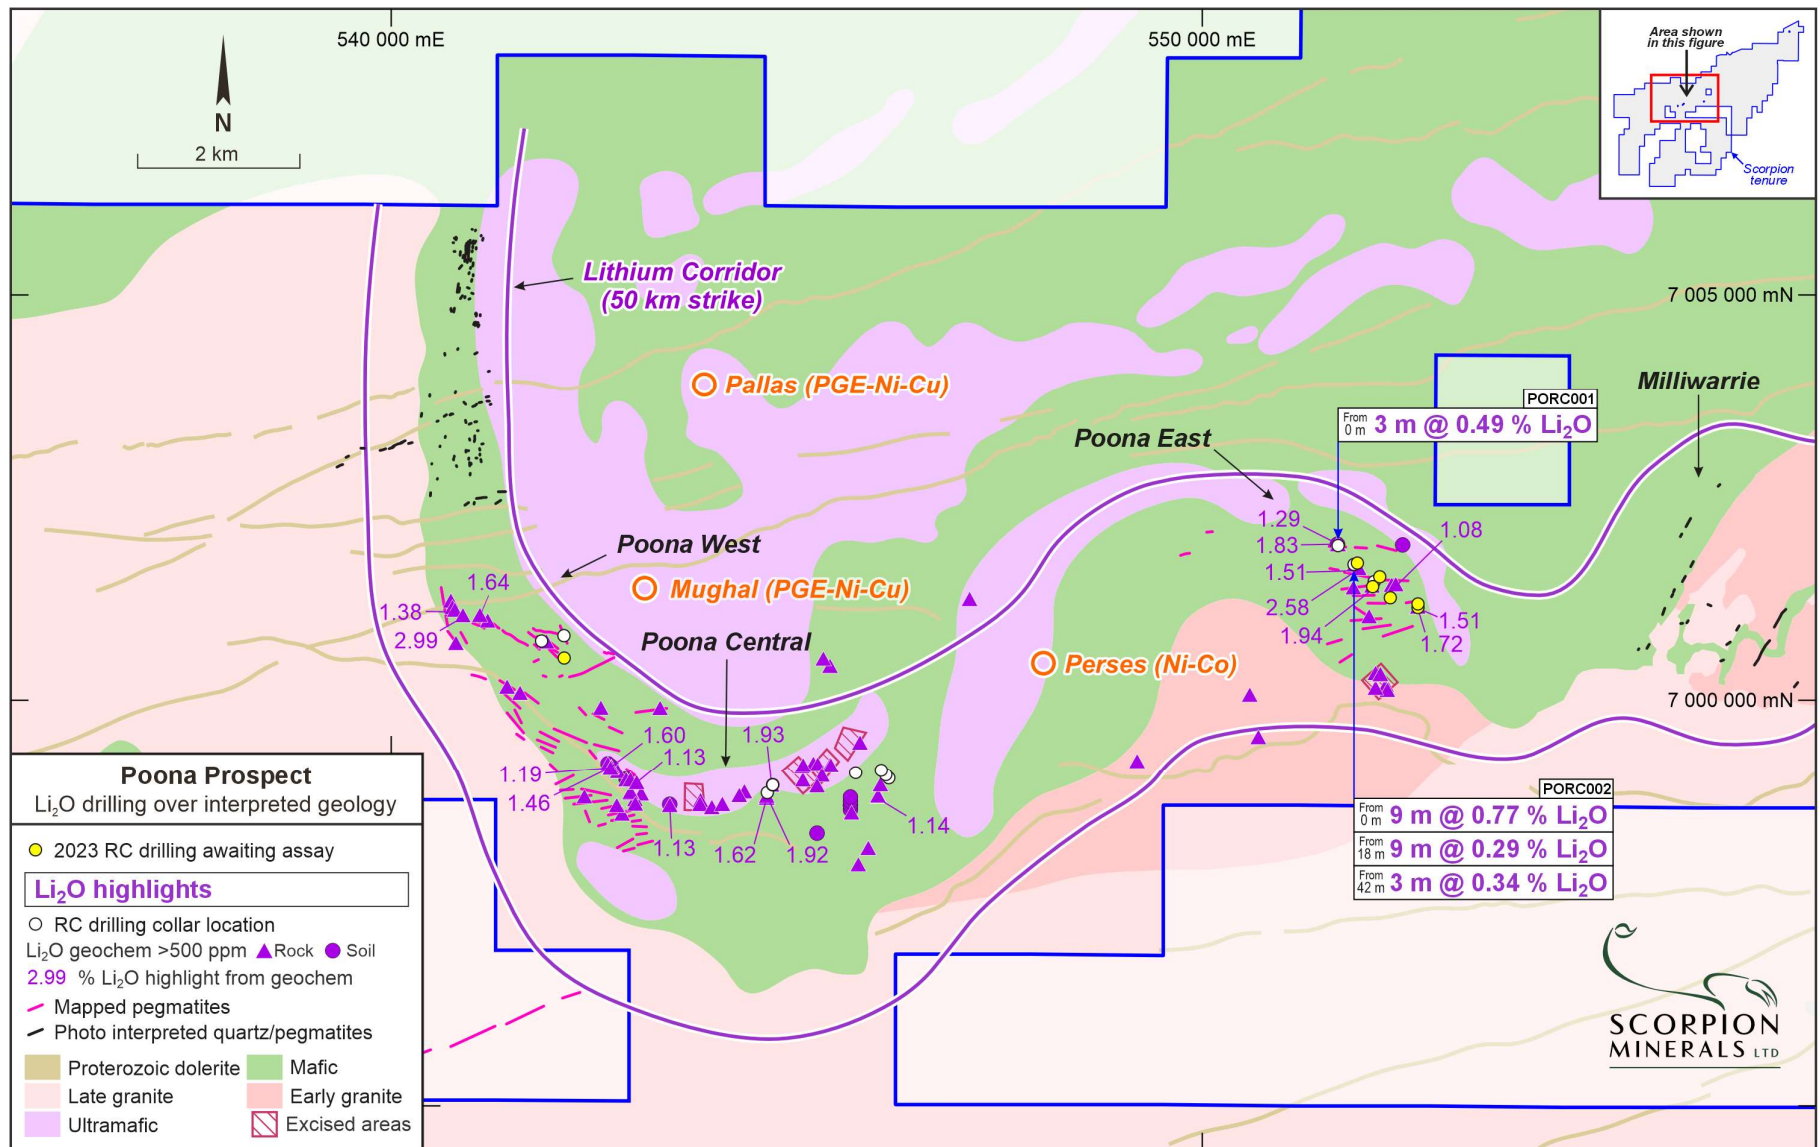 540 000 mE
550 000 mE
Area shown
in this figure
N
2 km
Scorpion
tenure
Lithium Corridor
(50 km strike)
7 005 000 mN
Pallas (PGE-Ni-Cu)
Milliwarrie
PORC001
From
0 m 3 m @ 0.49 % Li₂O
Poona East
1.29
1.83
1.08
1.51
2.58
1.94
1.51
1.72
Poona West
Mughal (PGE-Ni-Cu)
1.64
1.38
2.99
Poona Central
Perses (Ni-Co)
7 000 000 mN
1.60
1.93
1.13
1.19
1.46
1.13
1.62
1.92
1.14
PORC002
From
0 m 9 m @ 0.77 % Li₂O
From
18 m 9 m @ 0.29 % Li₂O
From
42 m 3 m @ 0.34 % Li₂O
Poona Prospect
Li₂O drilling over interpreted geology
2023 RC drilling awaiting assay
Li₂O highlights
RC drilling collar location
Li₂O geochem >500 ppm Rock Soil
2.99 % Li₂O highlight from geochem
Mapped pegmatites
Photo interpreted quartz/pegmatites
Proterozoic dolerite Mafic
Late granite Early granite
Ultramafic Excised areas
SCORPION
MINERALS LTD